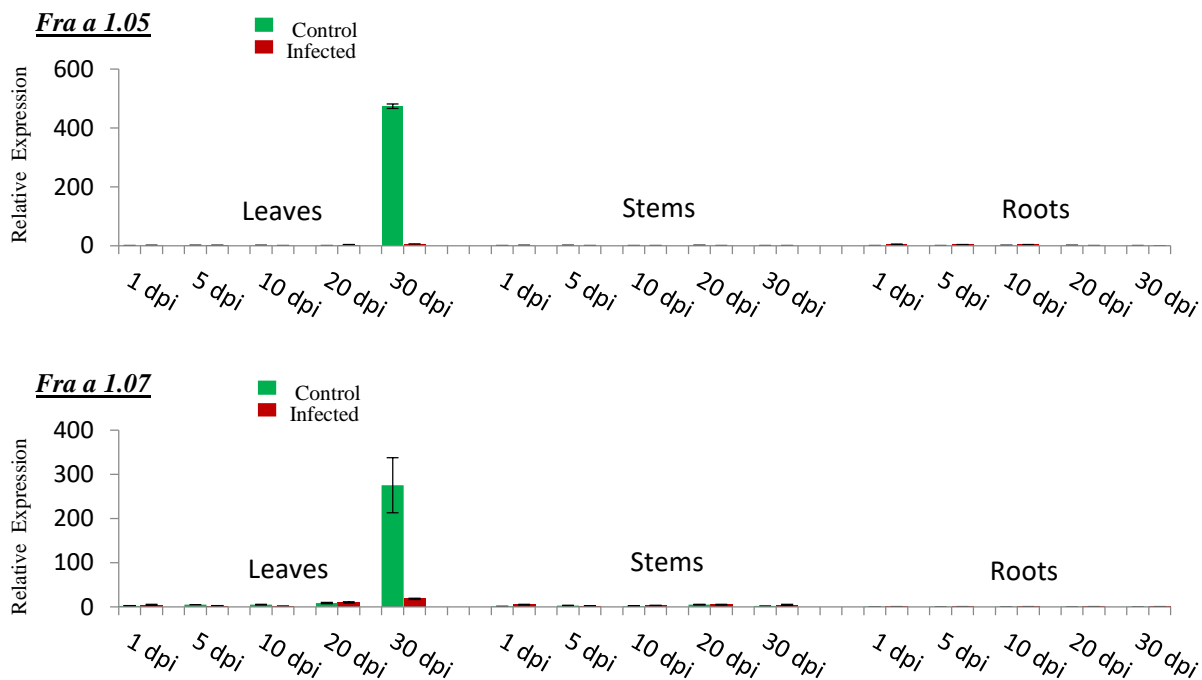 Fra a 1.05
Control
Infected
Relative Expression
600
400
200
0
Leaves
Stems
Roots
1 dpi 5 dpi 10 dpi 20 dpi 30 dpi 1 dpi 5 dpi 10 dpi 20 dpi 30 dpi 1 dpi 5 dpi 10 dpi 20 dpi 30 dpi
Fra a 1.07
Control
Infected
Relative Expression
400
300
200
100
0
Leaves
Stems
Roots
1 dpi 5 dpi 10 dpi 20 dpi 30 dpi 1 dpi 5 dpi 10 dpi 20 dpi 30 dpi 1 dpi 5 dpi 10 dpi 20 dpi 30 dpi